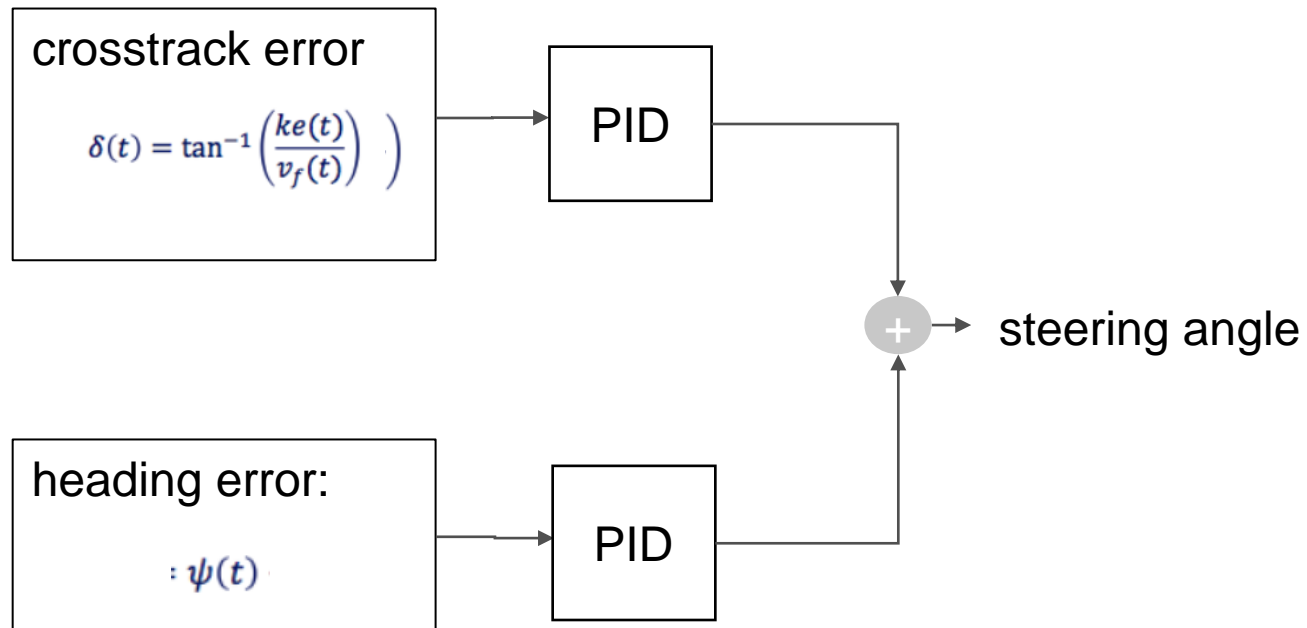 crosstrack error
δ(t) = tan⁻¹(ke(t)/v_f(t)) )
PID
+
steering angle
heading error:
: ψ(t)
PID